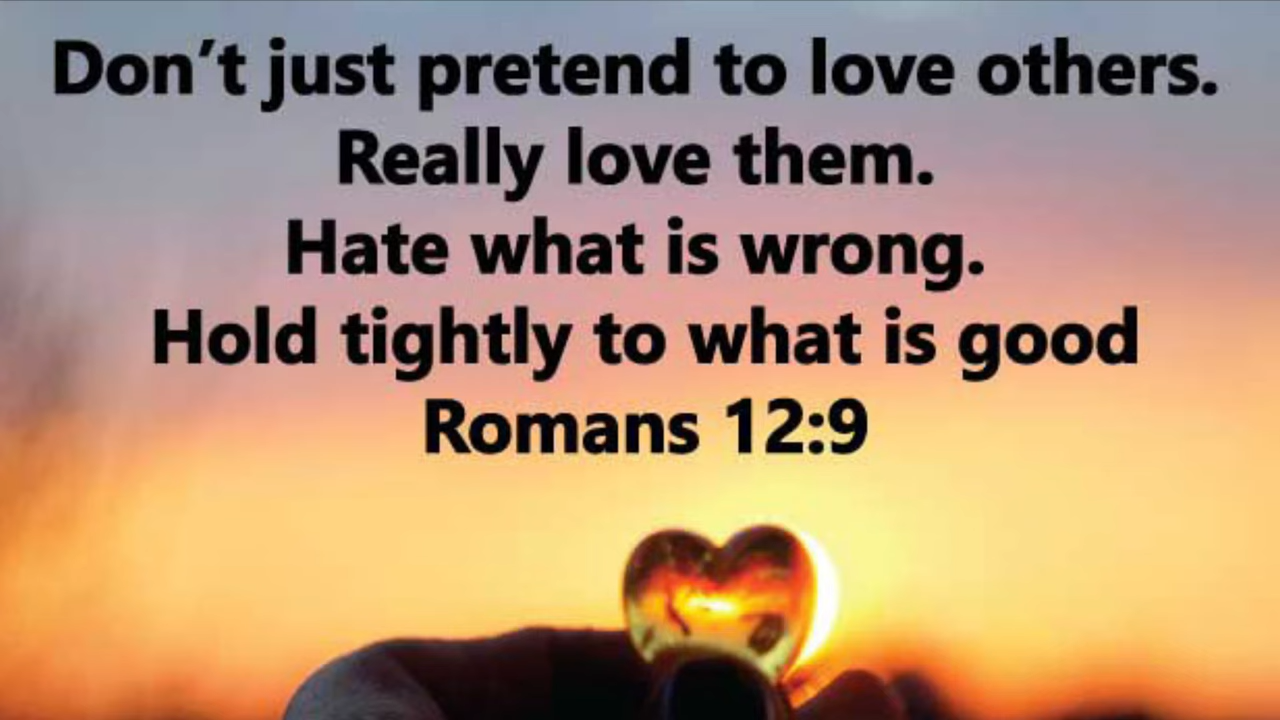 Don’t just pretend to love others.
Really love them.
Hate what is wrong.
Hold tightly to what is good
Romans 12:9